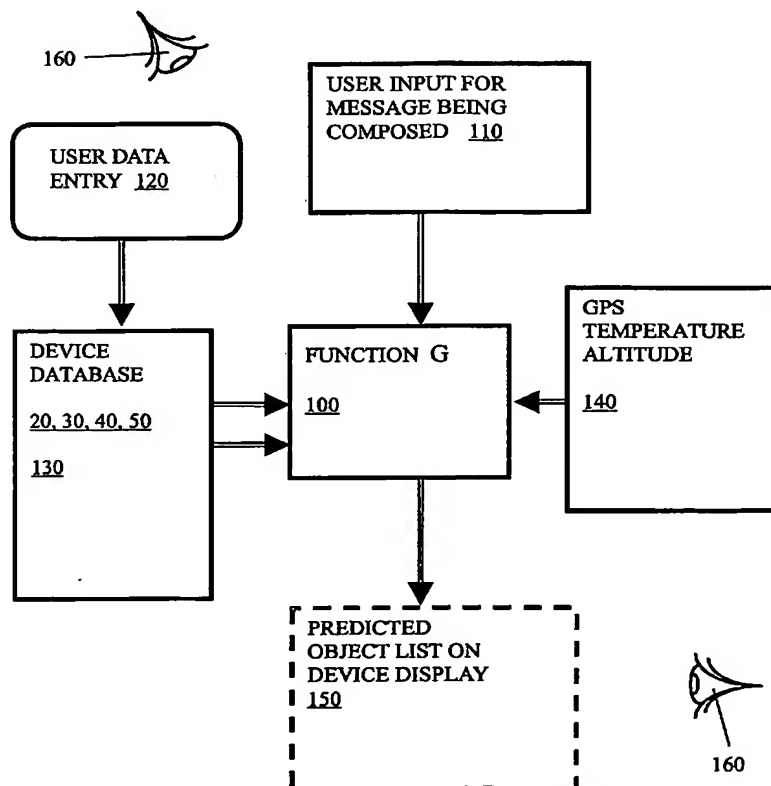 160
USER INPUT FOR
MESSAGE BEING
COMPOSED 110
USER DATA
ENTRY 120
DEVICE
DATABASE
20, 30, 40, 50
130
FUNCTION G
100
GPS
TEMPERATURE
ALTITUDE
140
PREDICTED
OBJECT LIST ON
DEVICE DISPLAY
150
160